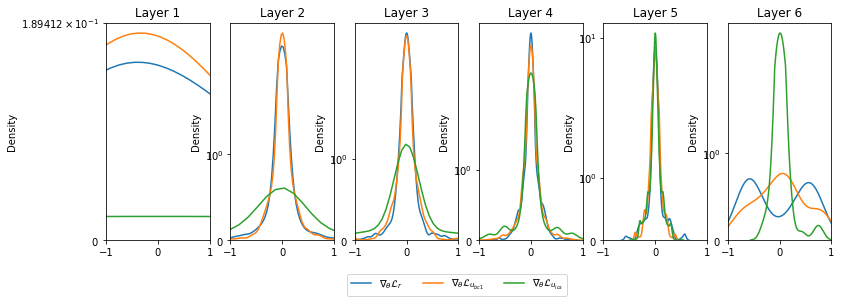 Layer 1 Layer 2 Layer 3 Layer 4 Layer 5 Layer 6
1.89412 × 10⁻¹ 10¹
Density Density Density Density Density Density
10⁰ 10⁰ 10⁰ 10⁰ 10⁰
0 0 0 0 0 0
−1 0 1 −1 0 1 −1 0 1 −1 0 1 −1 0 1 −1 0 1
∇θℒr ∇θℒu_bc1 ∇θℒu_ics